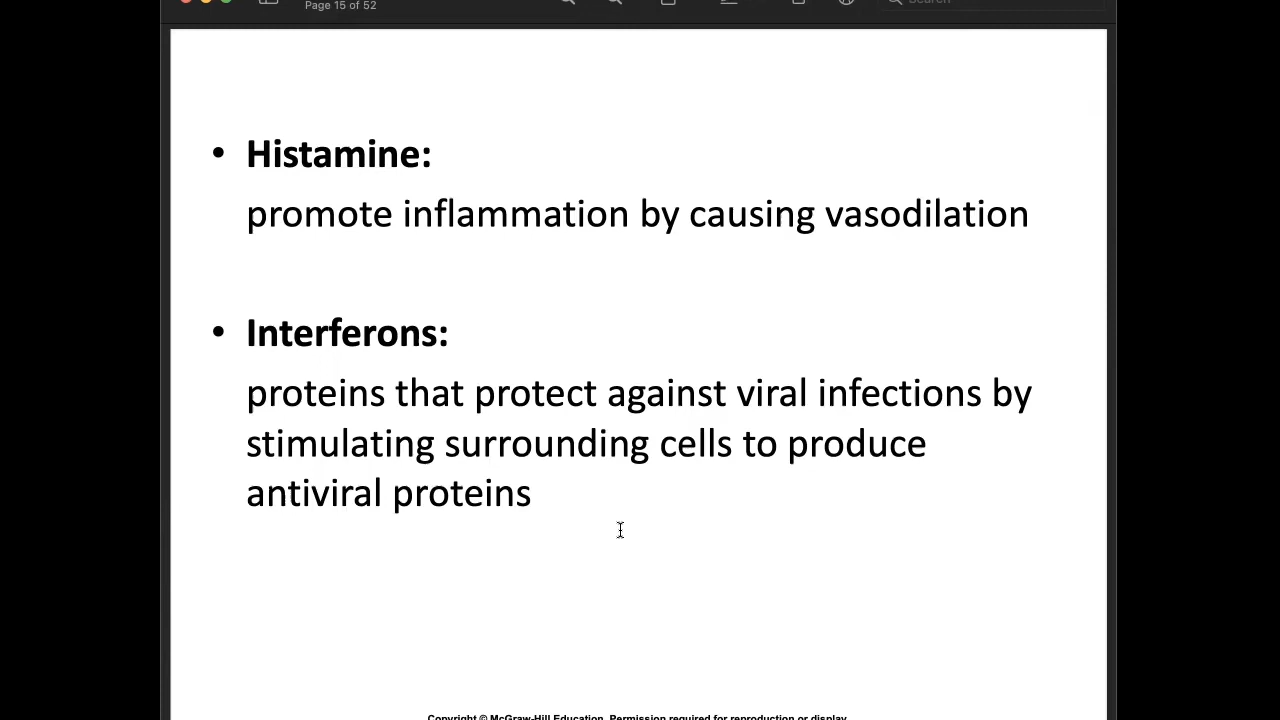 Page 15 of 52
Search
• Histamine:
promote inflammation by causing vasodilation
• Interferons:
proteins that protect against viral infections by
stimulating surrounding cells to produce
antiviral proteins
Copyright © McGraw-Hill Education. Permission required for reproduction or display.